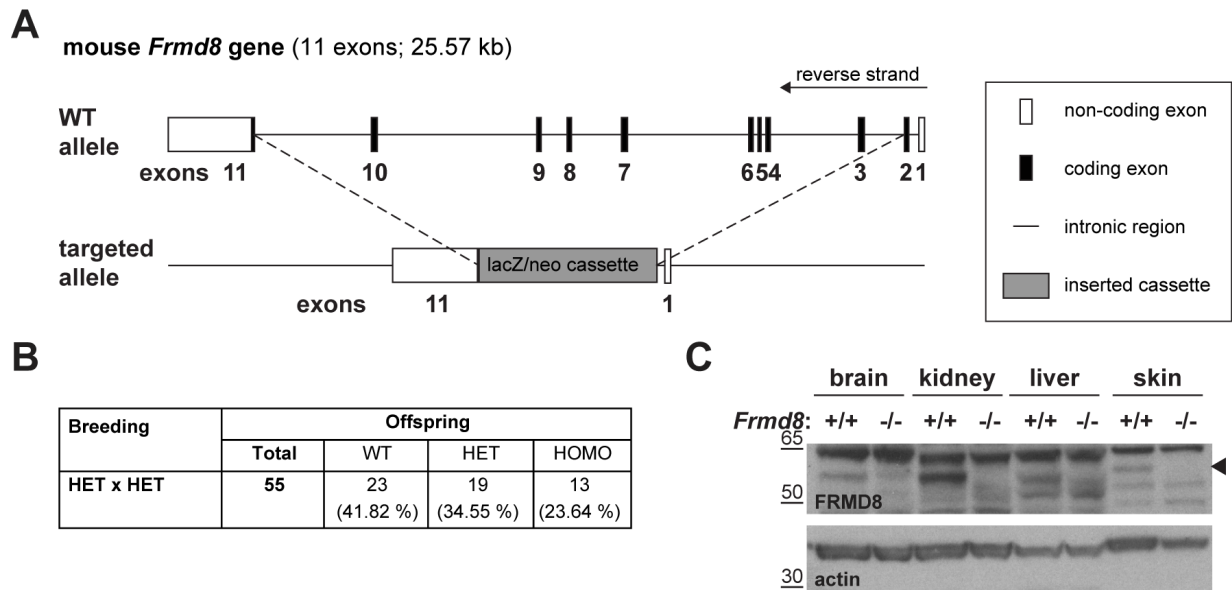 A
mouse Frmd8 gene (11 exons; 25.57 kb)
reverse strand
WT
allele
exons 11 10 9 8 7 6 5 4 3 2 1
targeted
allele
lacZ/neo cassette
exons 11 1
non-coding exon
coding exon
intronic region
inserted cassette
B
Breeding Offspring
Total WT HET HOMO
HET x HET 55 23 19 13
(41.82 %) (34.55 %) (23.64 %)
C
brain kidney liver skin
Frmd8: +/+ -/- +/+ -/- +/+ -/- +/+ -/-
65
50
FRMD8
30
actin